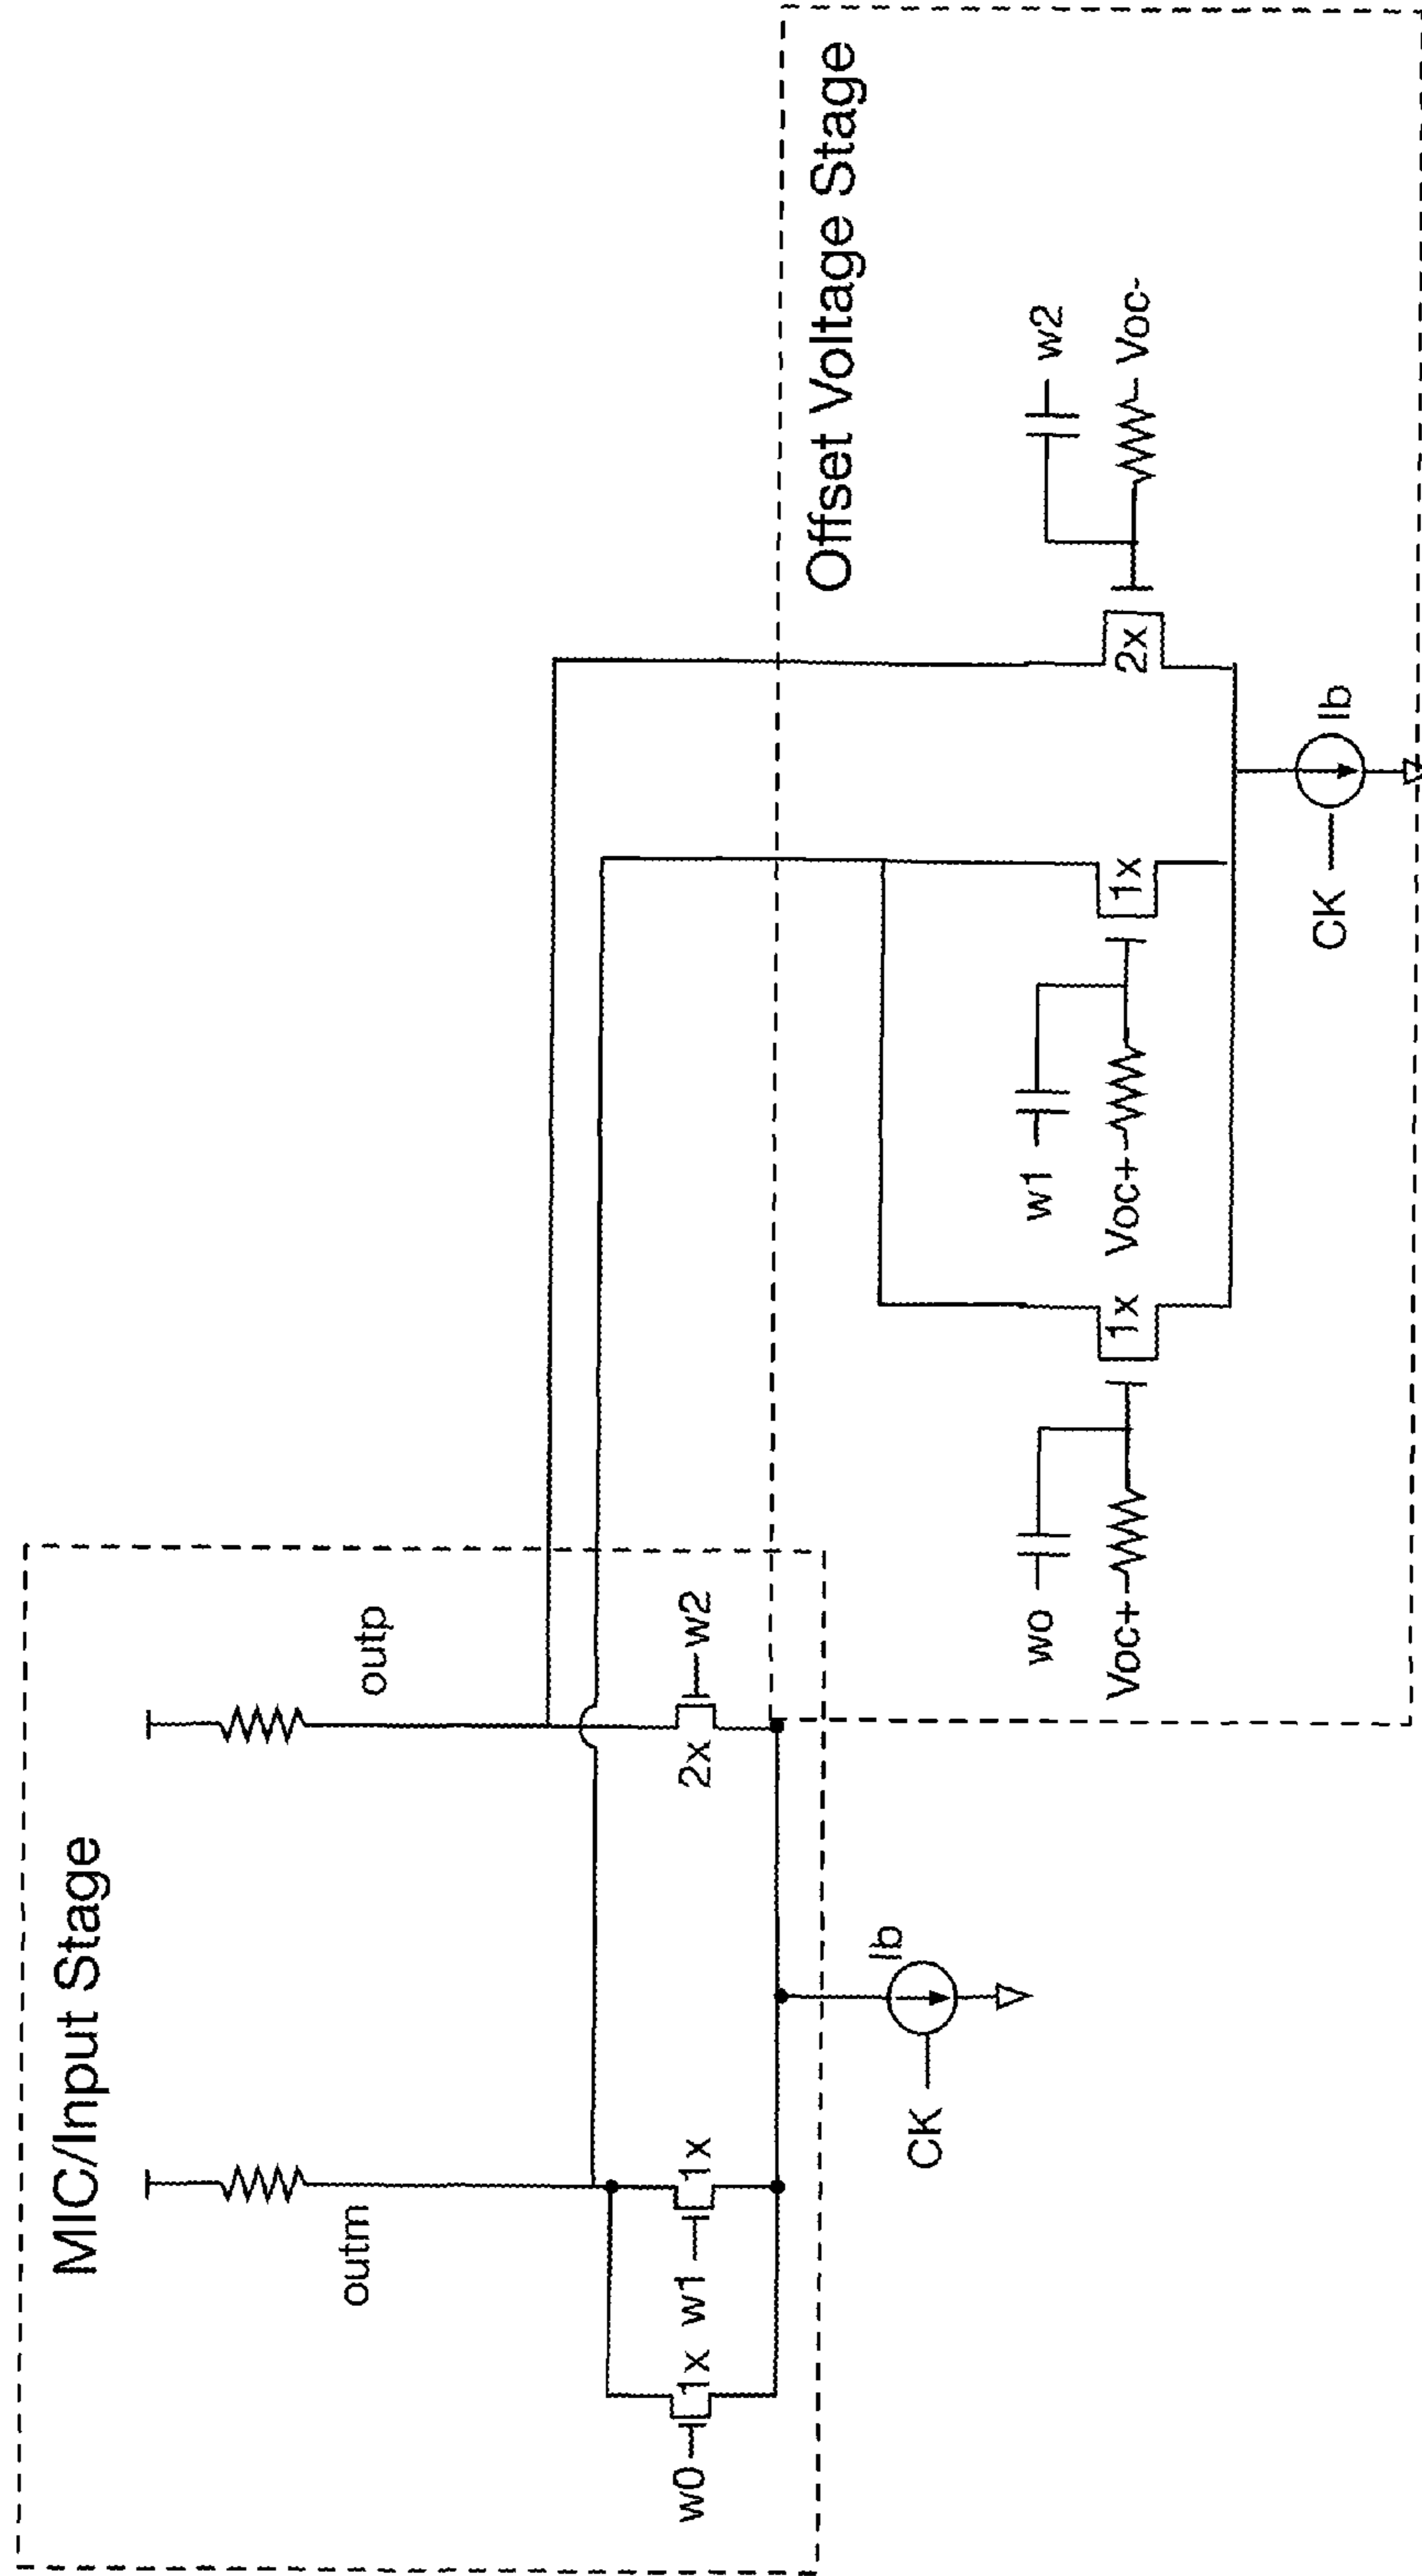 MIC/Input Stage
outm
outp
w0
1x
w1
1x
2x
w2
CK
Ib
Offset Voltage Stage
wo
Voc+
1x
w1
Voc+
1x
2x
w2
Voc-
CK
Ib